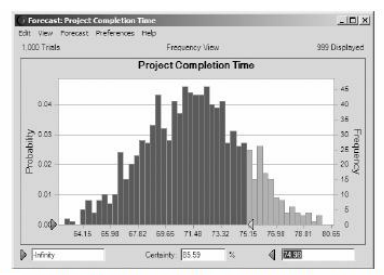 Forecast: Project Completion Time
Edit View Forecast Preferences Help
1,000 Trials Frequency View 999 Displayed
Project Completion Time
Probability
Frequency
0.04
0.03
0.02
0.01
0.00
45
40
35
30
25
20
15
10
5
0
64.15 65.98 67.82 69.65 71.48 73.32 75.15 76.98 78.81 80.65
-Infinity Certainty: %